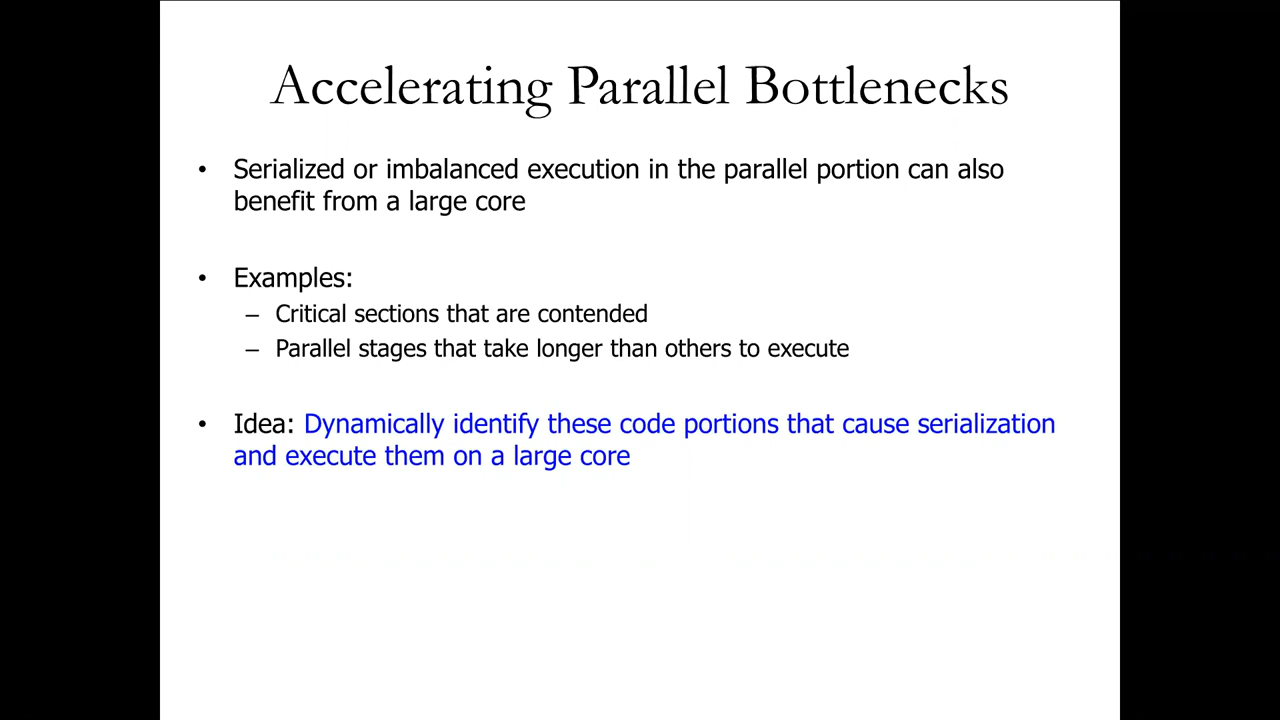 Accelerating Parallel Bottlenecks
• Serialized or imbalanced execution in the parallel portion can also
benefit from a large core
• Examples:
– Critical sections that are contended
– Parallel stages that take longer than others to execute
• Idea: Dynamically identify these code portions that cause serialization
and execute them on a large core